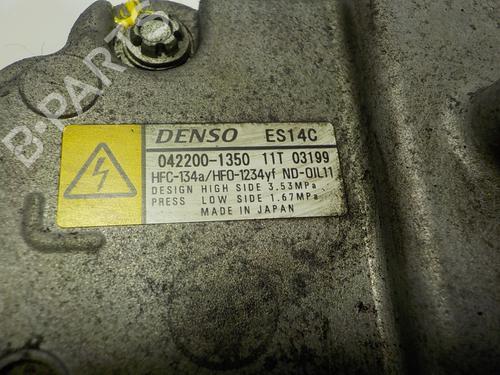 B-PARTS
DENSO ES14C
042200-1350 11T 03199
HFC-134a/HFO-1234yf ND-OIL11
DESIGN HIGH SIDE 3.53MPa
PRESS LOW SIDE 1.67MPa
MADE IN JAPAN